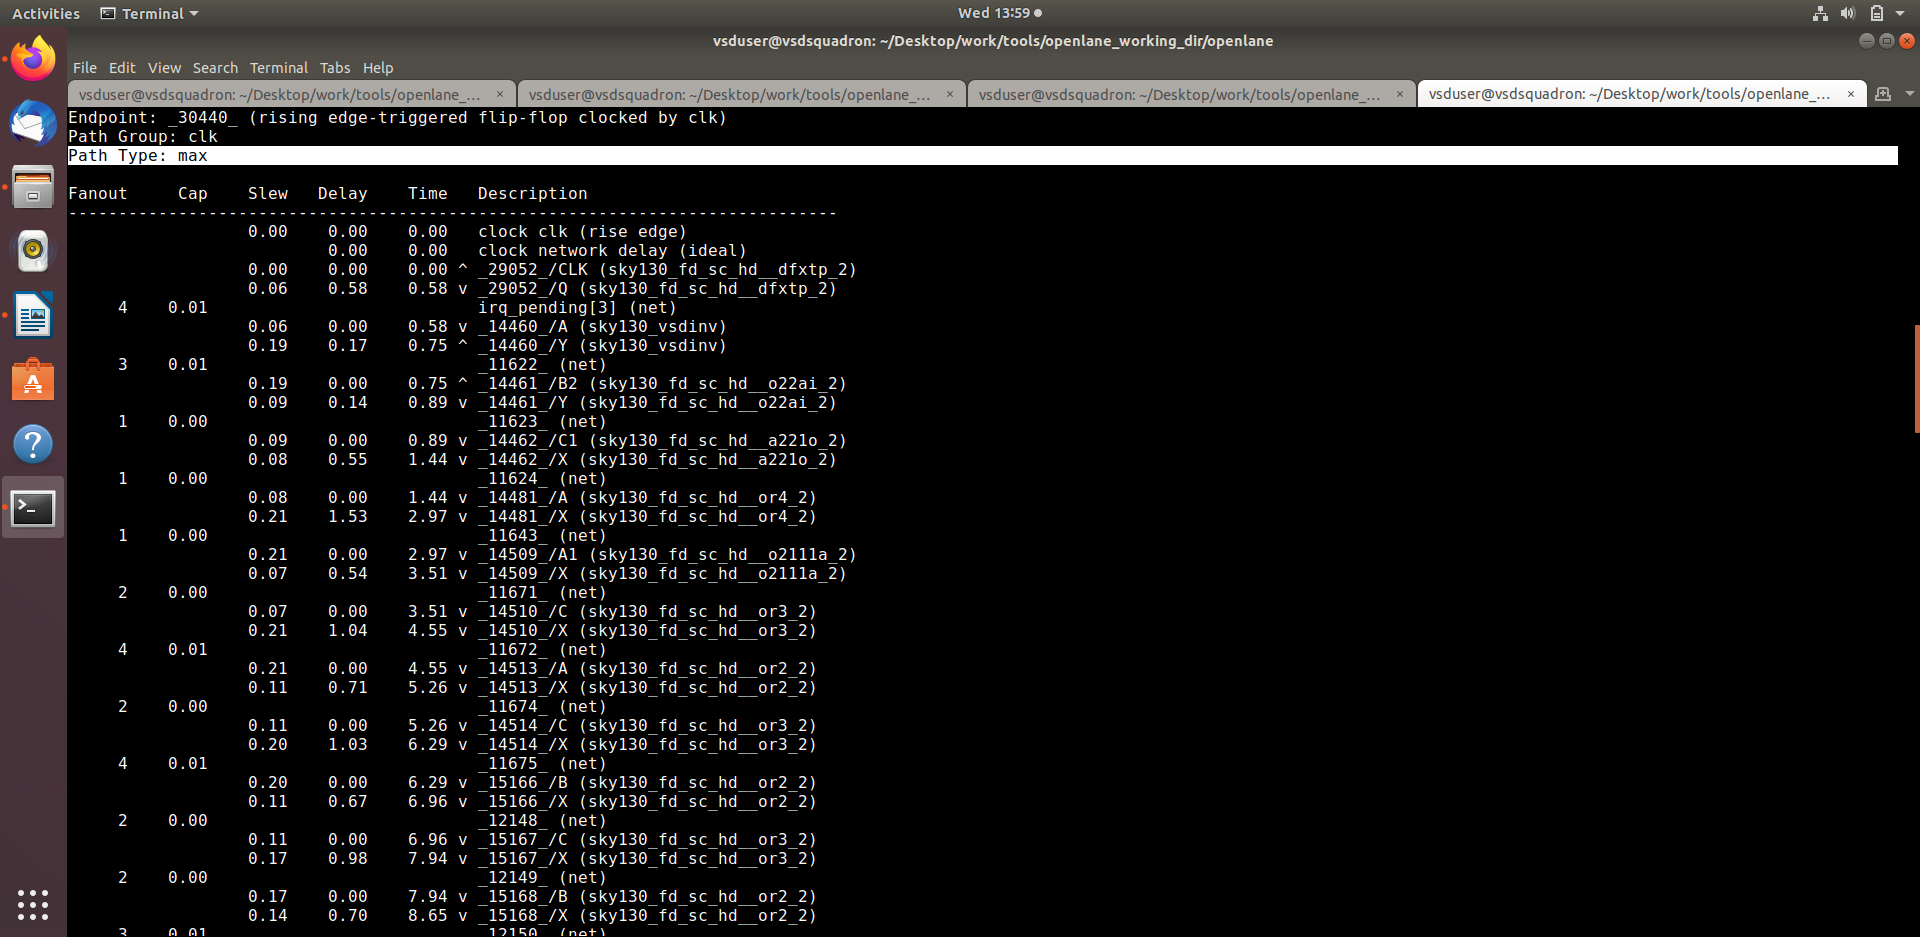 Activities Terminal Wed 13:59
vsduser@vsdsquadron: ~/Desktop/work/tools/openlane_working_dir/openlane
File Edit View Search Terminal Tabs Help
vsduser@vsdsquadron: ~/Desktop/work/tools/openlane_... × vsduser@vsdsquadron: ~/Desktop/work/tools/openlane_... × vsduser@vsdsquadron: ~/Desktop/work/tools/openlane_... × vsduser@vsdsquadron: ~/Desktop/work/tools/openlane_... ×
Endpoint: _30440_ (rising edge-triggered flip-flop clocked by clk)
Path Group: clk
Path Type: max
Fanout     Cap    Slew   Delay    Time   Description
-----------------------------------------------------------------------------
                  0.00    0.00    0.00   clock clk (rise edge)
                          0.00    0.00   clock network delay (ideal)
                  0.00    0.00    0.00 ^ _29052_/CLK (sky130_fd_sc_hd__dfxtp_2)
                  0.06    0.58    0.58 v _29052_/Q (sky130_fd_sc_hd__dfxtp_2)
     4    0.01                           irq_pending[3] (net)
                  0.06    0.00    0.58 v _14460_/A (sky130_vsdinv)
                  0.19    0.17    0.75 ^ _14460_/Y (sky130_vsdinv)
     3    0.01                           _11622_ (net)
                  0.19    0.00    0.75 ^ _14461_/B2 (sky130_fd_sc_hd__o22ai_2)
                  0.09    0.14    0.89 v _14461_/Y (sky130_fd_sc_hd__o22ai_2)
     1    0.00                           _11623_ (net)
                  0.09    0.00    0.89 v _14462_/C1 (sky130_fd_sc_hd__a221o_2)
                  0.08    0.55    1.44 v _14462_/X (sky130_fd_sc_hd__a221o_2)
     1    0.00                           _11624_ (net)
                  0.08    0.00    1.44 v _14481_/A (sky130_fd_sc_hd__or4_2)
                  0.21    1.53    2.97 v _14481_/X (sky130_fd_sc_hd__or4_2)
     1    0.00                           _11643_ (net)
                  0.21    0.00    2.97 v _14509_/A1 (sky130_fd_sc_hd__o2111a_2)
                  0.07    0.54    3.51 v _14509_/X (sky130_fd_sc_hd__o2111a_2)
     2    0.00                           _11671_ (net)
                  0.07    0.00    3.51 v _14510_/C (sky130_fd_sc_hd__or3_2)
                  0.21    1.04    4.55 v _14510_/X (sky130_fd_sc_hd__or3_2)
     4    0.01                           _11672_ (net)
                  0.21    0.00    4.55 v _14513_/A (sky130_fd_sc_hd__or2_2)
                  0.11    0.71    5.26 v _14513_/X (sky130_fd_sc_hd__or2_2)
     2    0.00                           _11674_ (net)
                  0.11    0.00    5.26 v _14514_/C (sky130_fd_sc_hd__or3_2)
                  0.20    1.03    6.29 v _14514_/X (sky130_fd_sc_hd__or3_2)
     4    0.01                           _11675_ (net)
                  0.20    0.00    6.29 v _15166_/B (sky130_fd_sc_hd__or2_2)
                  0.11    0.67    6.96 v _15166_/X (sky130_fd_sc_hd__or2_2)
     2    0.00                           _12148_ (net)
                  0.11    0.00    6.96 v _15167_/C (sky130_fd_sc_hd__or3_2)
                  0.17    0.98    7.94 v _15167_/X (sky130_fd_sc_hd__or3_2)
     2    0.00                           _12149_ (net)
                  0.17    0.00    7.94 v _15168_/B (sky130_fd_sc_hd__or2_2)
                  0.14    0.70    8.65 v _15168_/X (sky130_fd_sc_hd__or2_2)
     3    0.01                           _12150_ (net)